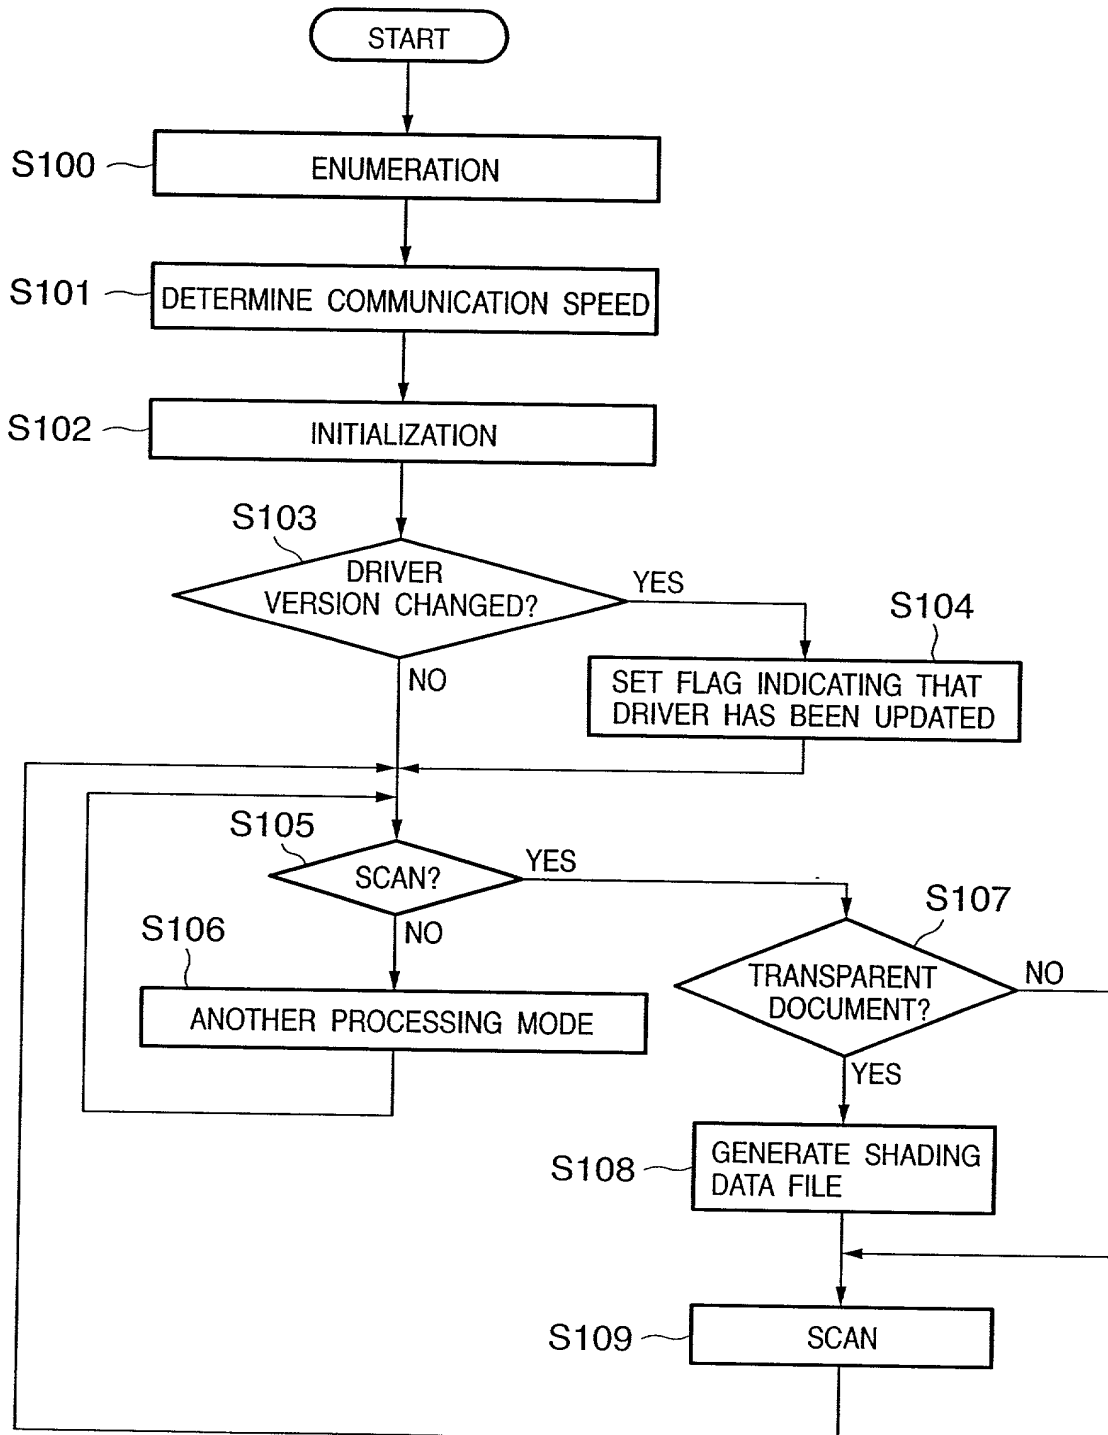 START
S100
ENUMERATION
S101
DETERMINE COMMUNICATION SPEED
S102
INITIALIZATION
S103
DRIVER
VERSION CHANGED?
YES
NO
S104
SET FLAG INDICATING THAT
DRIVER HAS BEEN UPDATED
S105
SCAN?
YES
NO
S106
ANOTHER PROCESSING MODE
S107
TRANSPARENT
DOCUMENT?
NO
YES
S108
GENERATE SHADING
DATA FILE
S109
SCAN